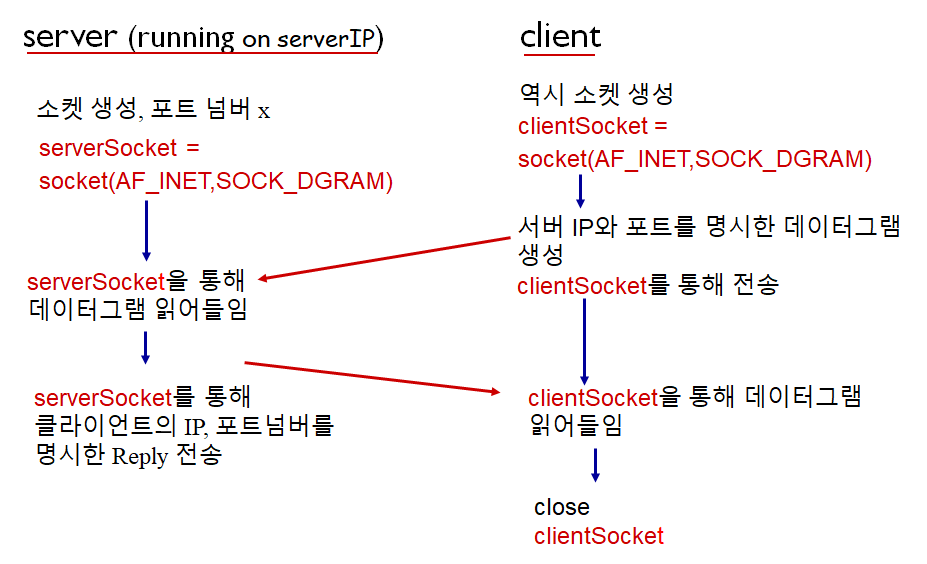 server (running on serverIP)
소켓 생성, 포트 넘버 x
serverSocket =
socket(AF_INET,SOCK_DGRAM)
serverSocket을 통해
데이터그램 읽어들임
serverSocket를 통해
클라이언트의 IP, 포트넘버를
명시한 Reply 전송
client
역시 소켓 생성
clientSocket =
socket(AF_INET,SOCK_DGRAM)
서버 IP와 포트를 명시한 데이터그램
생성
clientSocket를 통해 전송
clientSocket을 통해 데이터그램
읽어들임
close
clientSocket